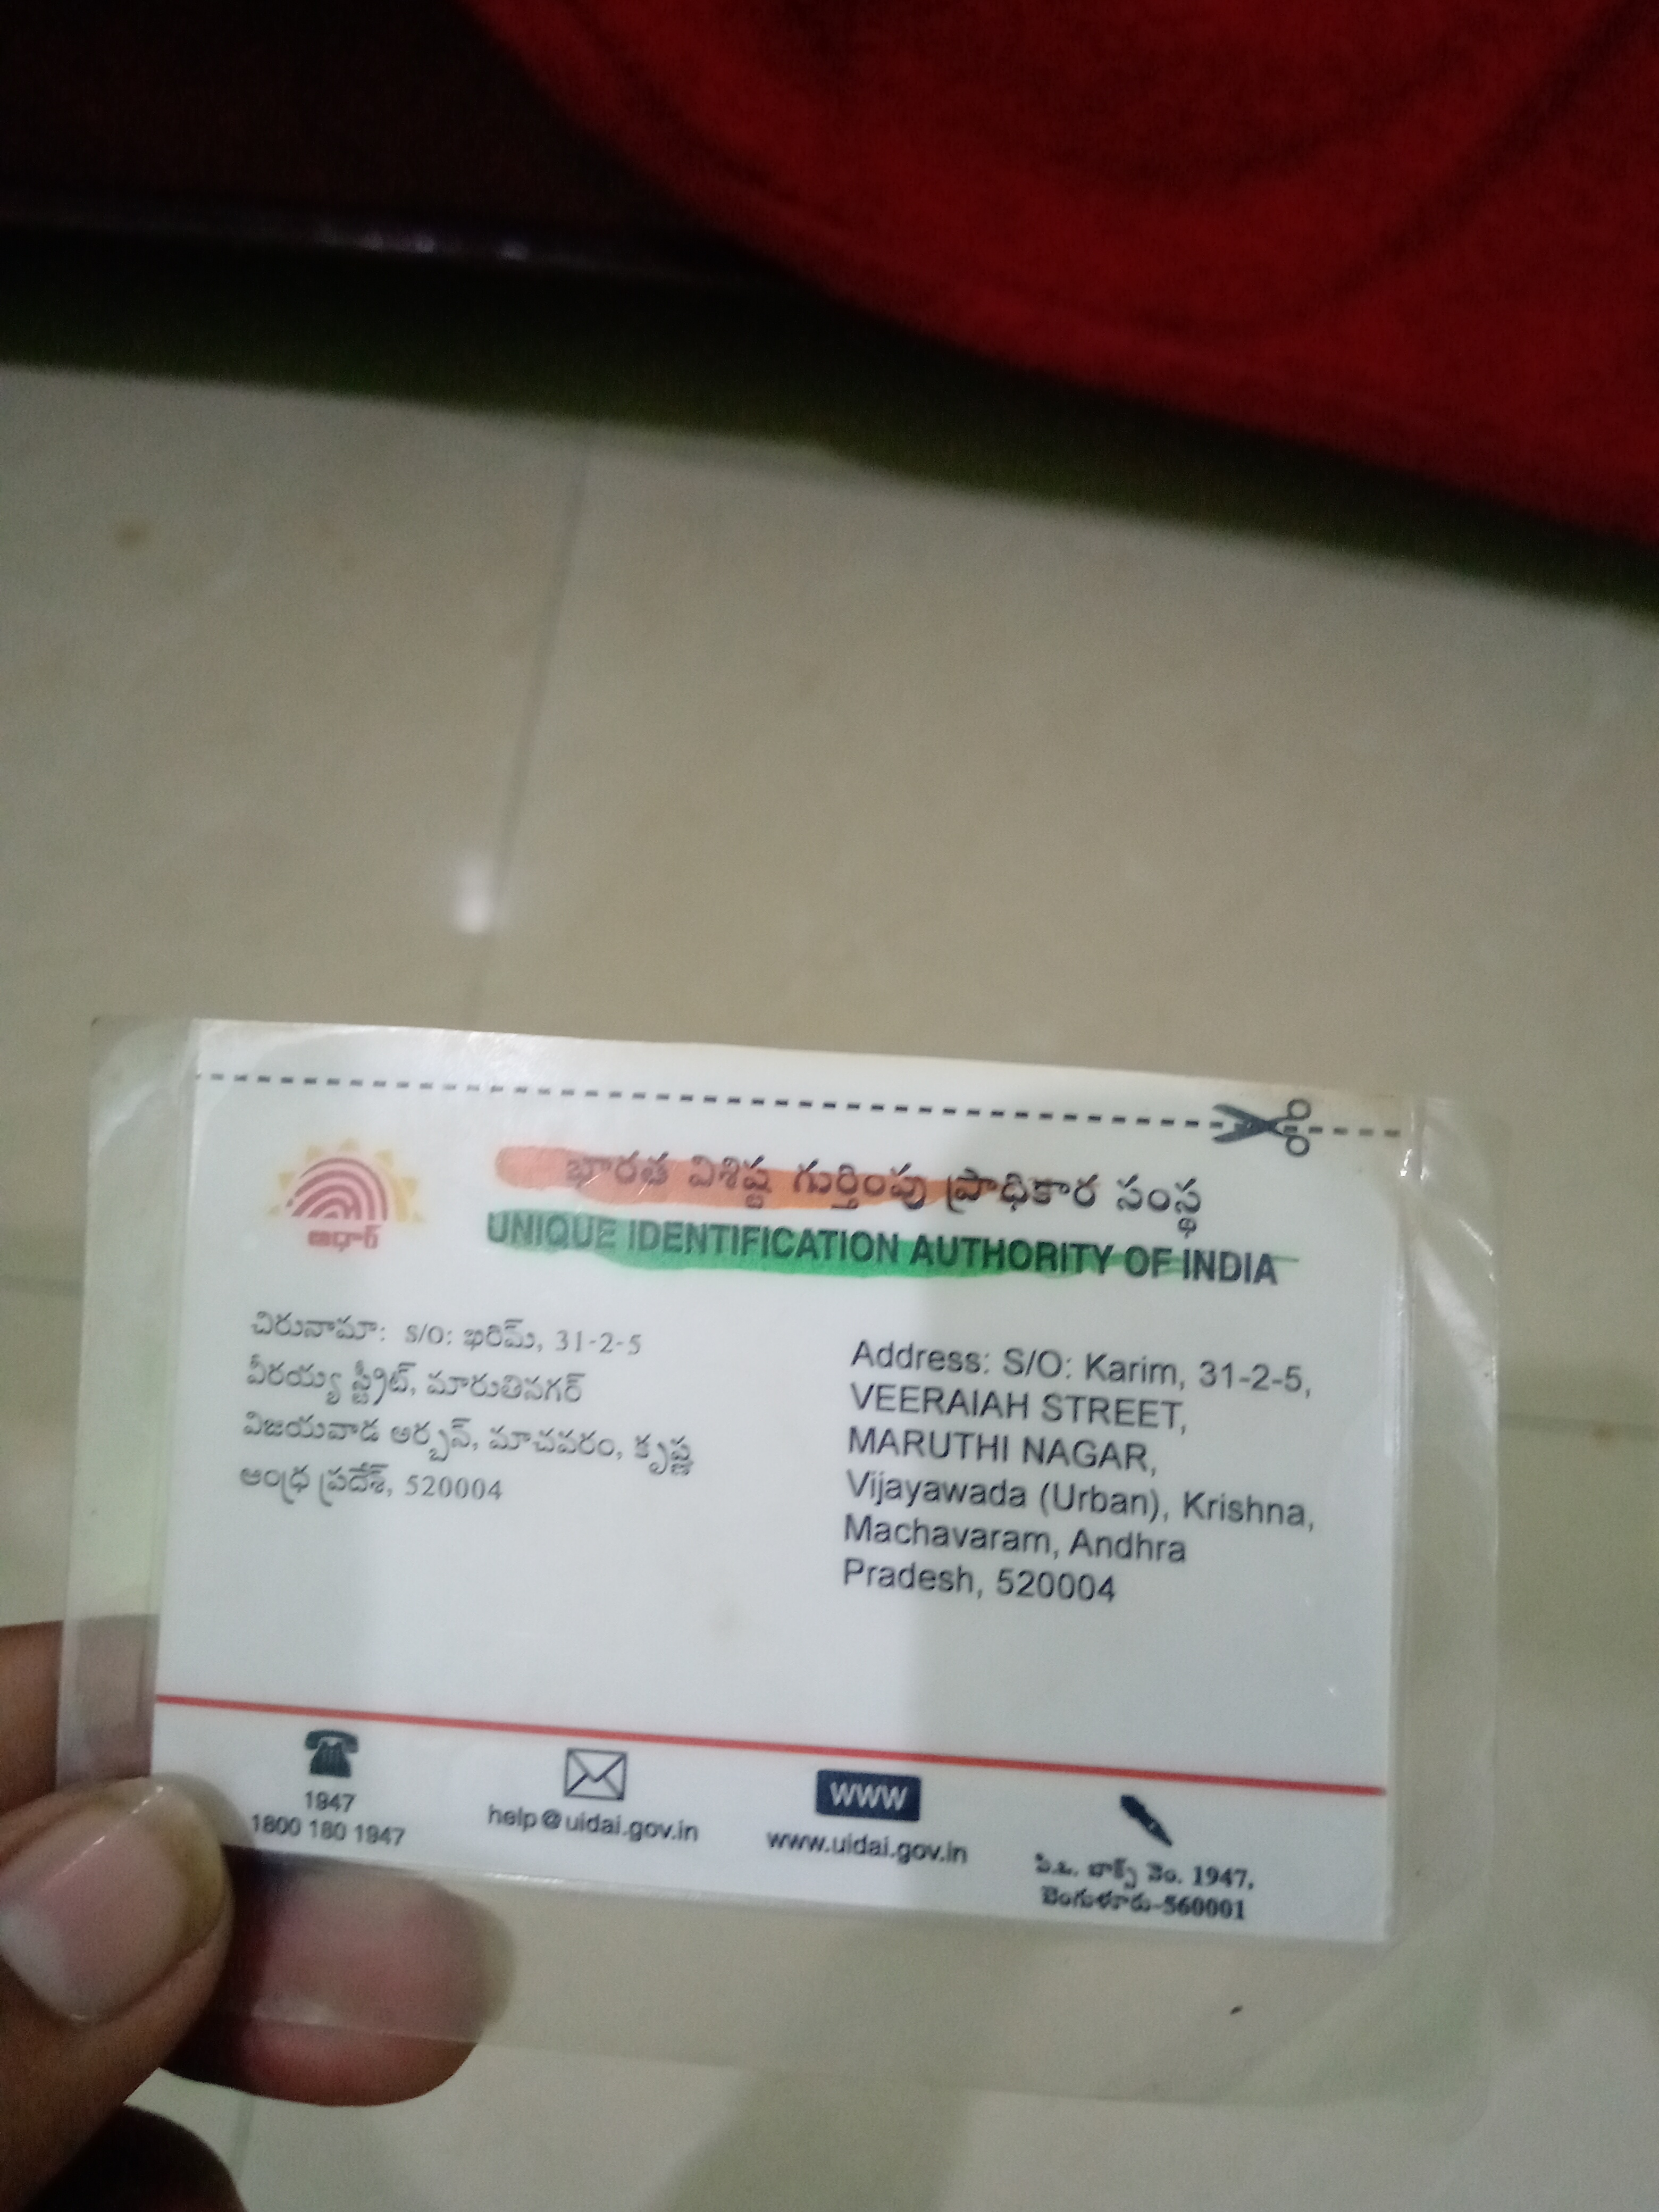 ఆధార్
భారత విశిష్ట గుర్తింపు ప్రాధికార సంస్థ
UNIQUE IDENTIFICATION AUTHORITY OF INDIA
చిరునామా: S/O: ఖరిమ్, 31-2-5
వీరయ్య స్ట్రీట్, మారుతినగర్
విజయవాడ అర్బన్, మాచవరం, కృష్ణ
ఆంధ్ర ప్రదేశ్, 520004
Address: S/O: Karim, 31-2-5,
VEERAIAH STREET,
MARUTHI NAGAR,
Vijayawada (Urban), Krishna,
Machavaram, Andhra
Pradesh, 520004
1947
1800 180 1947
help@uidai.gov.in
WWW
www.uidai.gov.in
పి.ఒ. బాక్స్ నెం. 1947,
బెంగుళూరు-560001